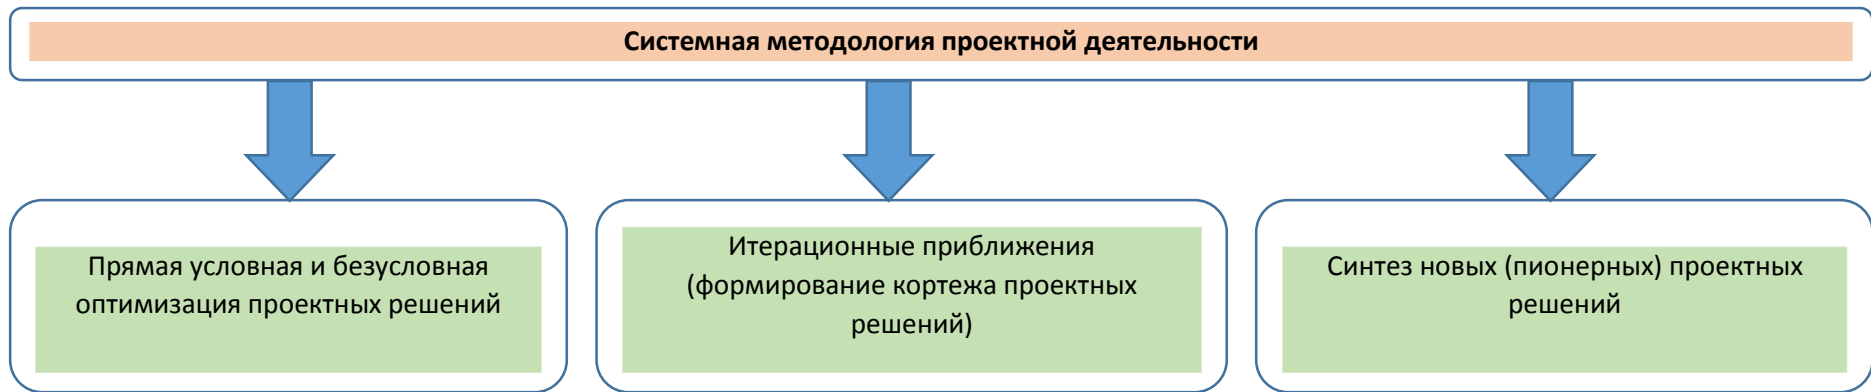 Системная методология проектной деятельности
Прямая условная и безусловная
оптимизация проектных решений
Итерационные приближения
(формирование кортежа проектных
решений)
Синтез новых (пионерных) проектных
решений